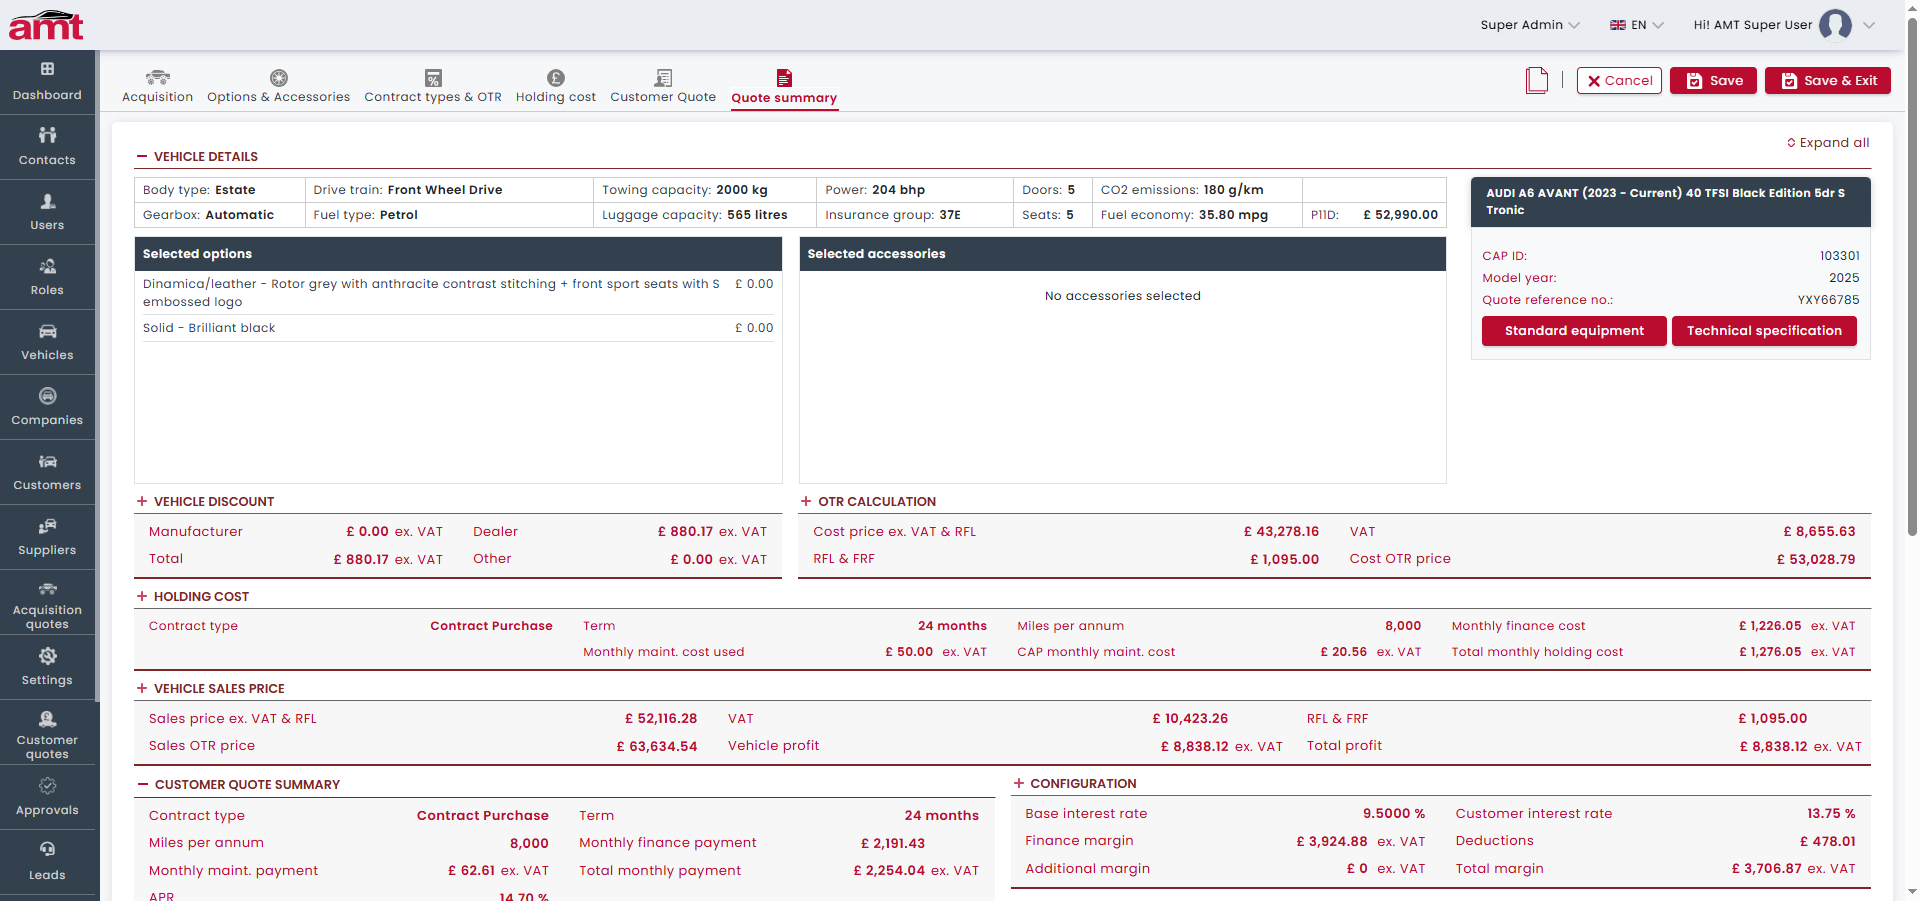 amt
Super Admin
EN
Hi! AMT Super User
Dashboard
Contacts
Users
Roles
Vehicles
Companies
Customers
Suppliers
Acquisition
quotes
Settings
Customer
quotes
Approvals
Leads
Acquisition
Options & Accessories
Contract types & OTR
Holding cost
Customer Quote
Quote summary
Cancel
Save
Save & Exit
Expand all
VEHICLE DETAILS
Body type: Estate Drive train: Front Wheel Drive Towing capacity: 2000 kg Power: 204 bhp Doors: 5 CO2 emissions: 180 g/km
Gearbox: Automatic Fuel type: Petrol Luggage capacity: 565 litres Insurance group: 37E Seats: 5 Fuel economy: 35.80 mpg P11D: £ 52,990.00
AUDI A6 AVANT (2023 - Current) 40 TFSI Black Edition 5dr S
Tronic
CAP ID: 103301
Model year: 2025
Quote reference no.: YXY66785
Standard equipment Technical specification
Selected options
Dinamica/leather - Rotor grey with anthracite contrast stitching + front sport seats with S £ 0.00
embossed logo
Solid - Brilliant black £ 0.00
Selected accessories
No accessories selected
VEHICLE DISCOUNT
Manufacturer £ 0.00 ex. VAT Dealer £ 880.17 ex. VAT
Total £ 880.17 ex. VAT Other £ 0.00 ex. VAT
OTR CALCULATION
Cost price ex. VAT & RFL £ 43,278.16 VAT £ 8,655.63
RFL & FRF £ 1,095.00 Cost OTR price £ 53,028.79
HOLDING COST
Contract type Contract Purchase Term 24 months Miles per annum 8,000 Monthly finance cost £ 1,226.05 ex. VAT
Monthly maint. cost used £ 50.00 ex. VAT CAP monthly maint. cost £ 20.56 ex. VAT Total monthly holding cost £ 1,276.05 ex. VAT
VEHICLE SALES PRICE
Sales price ex. VAT & RFL £ 52,116.28 VAT £ 10,423.26 RFL & FRF £ 1,095.00
Sales OTR price £ 63,634.54 Vehicle profit £ 8,838.12 ex. VAT Total profit £ 8,838.12 ex. VAT
CUSTOMER QUOTE SUMMARY
Contract type Contract Purchase Term 24 months
Miles per annum 8,000 Monthly finance payment £ 2,191.43
Monthly maint. payment £ 62.61 ex. VAT Total monthly payment £ 2,254.04 ex. VAT
APR 14.70 %
CONFIGURATION
Base interest rate 9.5000 % Customer interest rate 13.75 %
Finance margin £ 3,924.88 ex. VAT Deductions £ 478.01
Additional margin £ 0 ex. VAT Total margin £ 3,706.87 ex. VAT